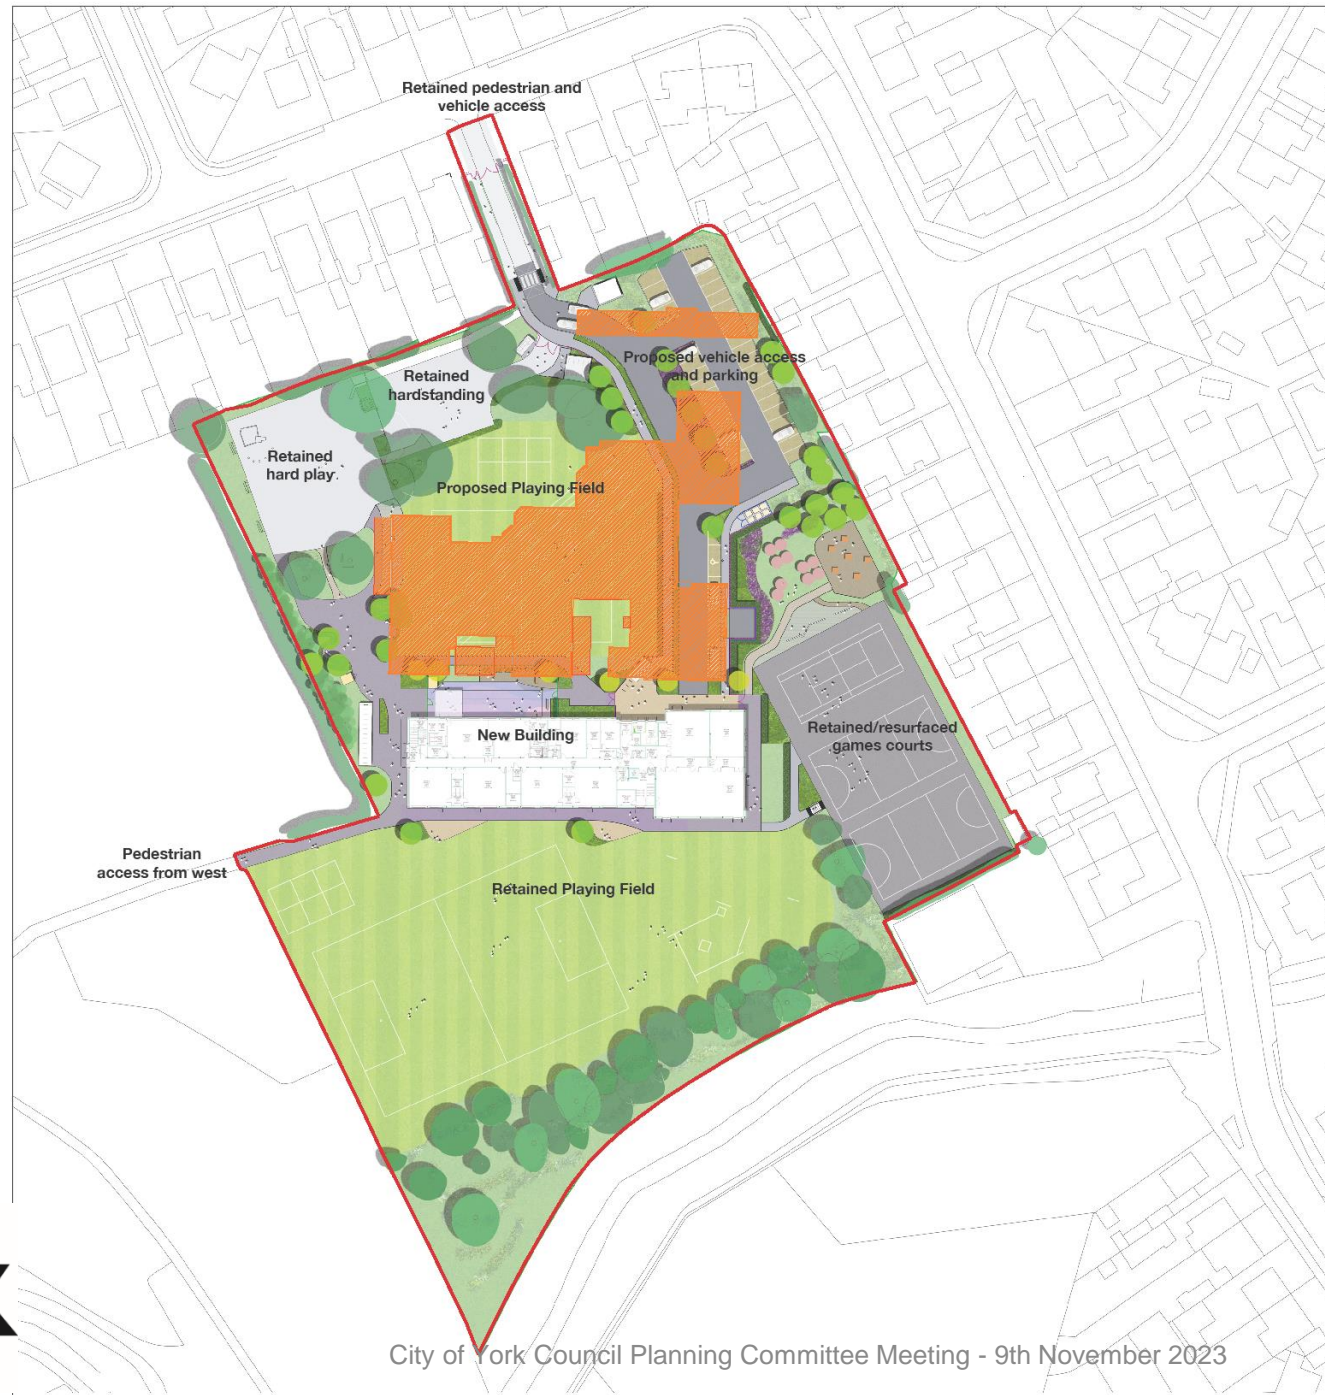 Retained pedestrian and
vehicle access
Proposed vehicle access
and parking
Retained
hardstanding
Retained
hard play
Proposed Playing Field
New Building
Retained/resurfaced
games courts
Pedestrian
access from west
Retained Playing Field
City of York Council Planning Committee Meeting - 9th November 2023